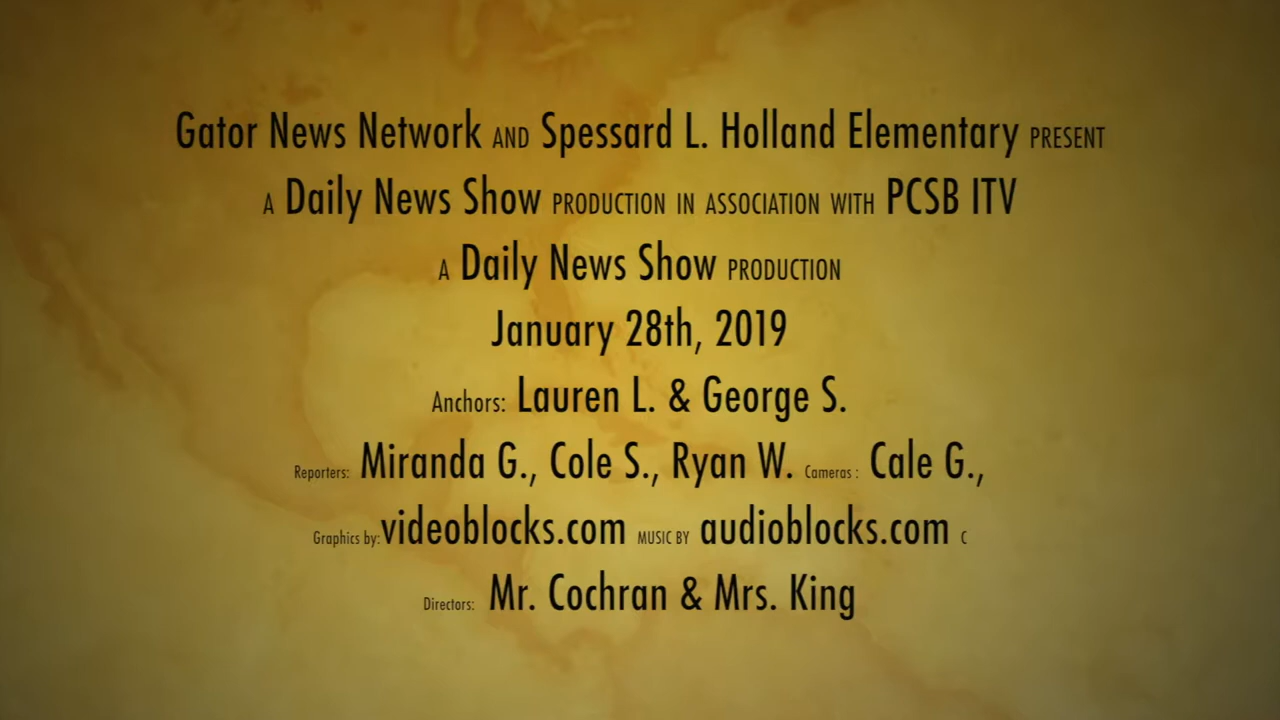 Gator News Network AND Spessard L. Holland Elementary PRESENT
A Daily News Show PRODUCTION IN ASSOCIATION WITH PCSB ITV
A Daily News Show PRODUCTION
January 28th, 2019
Anchors: Lauren L. & George S.
Reporters: Miranda G., Cole S., Ryan W. Cameras : Cale G.,
Graphics by:videoblocks.com MUSIC BY audioblocks.com C
Directors: Mr. Cochran & Mrs. King